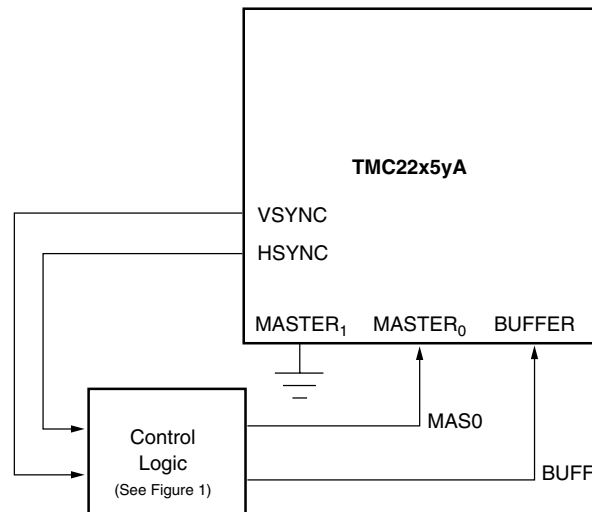 TMC22x5yA
VSYNC
HSYNC
MASTER₁ MASTER₀ BUFFER
MAS0
Control
Logic
(See Figure 1)
BUFF